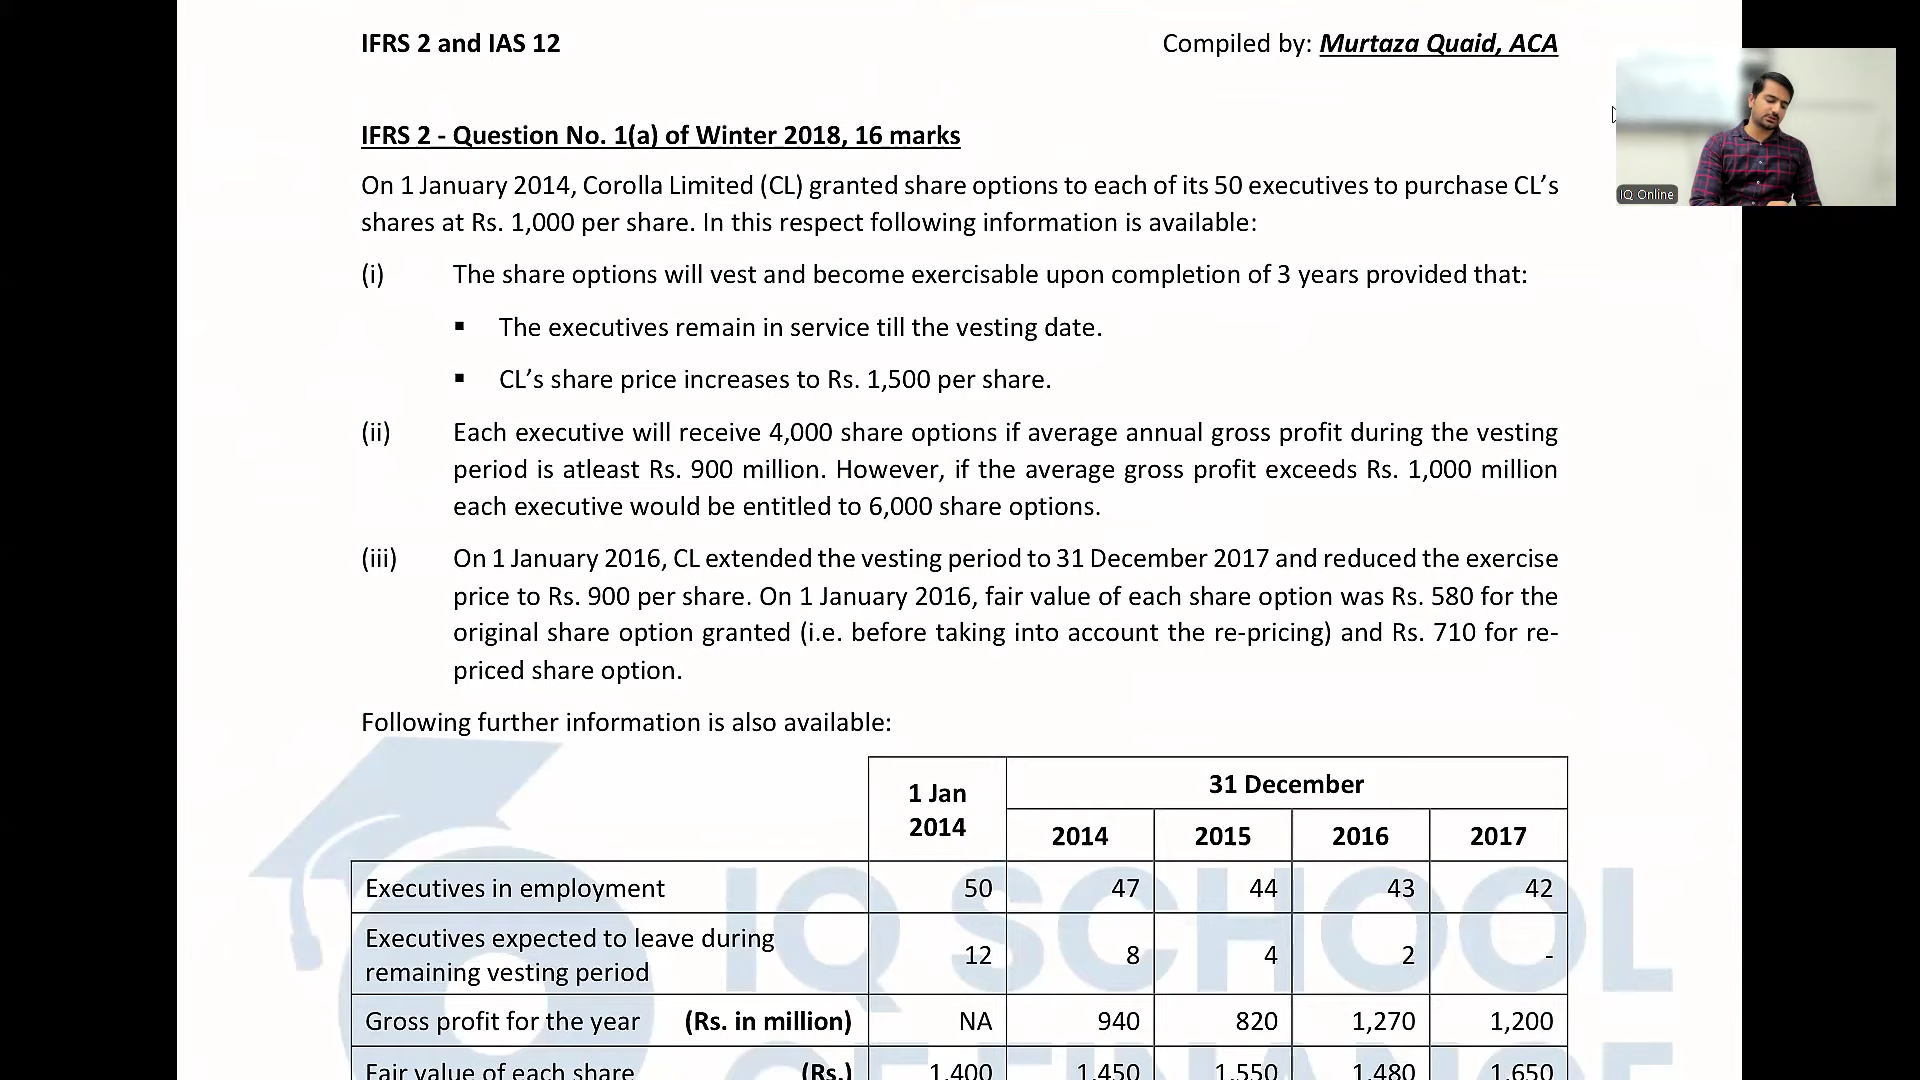 IFRS 2 and IAS 12 Compiled by: Murtaza Quaid, ACA
IQ Online
IFRS 2 - Question No. 1(a) of Winter 2018, 16 marks
On 1 January 2014, Corolla Limited (CL) granted share options to each of its 50 executives to purchase CL’s
shares at Rs. 1,000 per share. In this respect following information is available:
(i) The share options will vest and become exercisable upon completion of 3 years provided that:
▪ The executives remain in service till the vesting date.
▪ CL’s share price increases to Rs. 1,500 per share.
(ii) Each executive will receive 4,000 share options if average annual gross profit during the vesting
period is atleast Rs. 900 million. However, if the average gross profit exceeds Rs. 1,000 million
each executive would be entitled to 6,000 share options.
(iii) On 1 January 2016, CL extended the vesting period to 31 December 2017 and reduced the exercise
price to Rs. 900 per share. On 1 January 2016, fair value of each share option was Rs. 580 for the
original share option granted (i.e. before taking into account the re-pricing) and Rs. 710 for re-
priced share option.
Following further information is also available:
1 Jan
2014
31 December
2014 2015 2016 2017
Executives in employment 50 47 44 43 42
Executives expected to leave during
remaining vesting period 12 8 4 2 -
Gross profit for the year (Rs. in million) NA 940 820 1,270 1,200
Fair value of each share (Rs.) 1,400 1,450 1,550 1,480 1,650
IQ SCHOOL
OF FINANCE